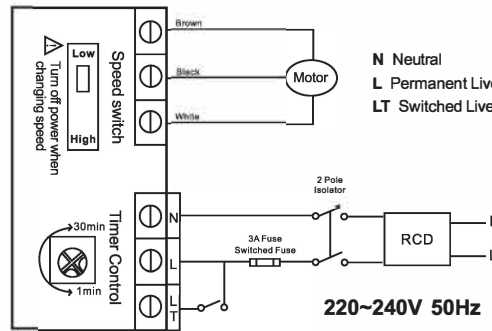 Brown
Black
White
Motor
Low
High
Speed switch
Turn off power when
changing speed
N Neutral
L Permanent Live
LT Switched Live
2 Pole
Isolator
N
3A Fuse
Switched Fuse
L
RCD
L
L
T
Timer Control
30min
1min
220~240V 50Hz